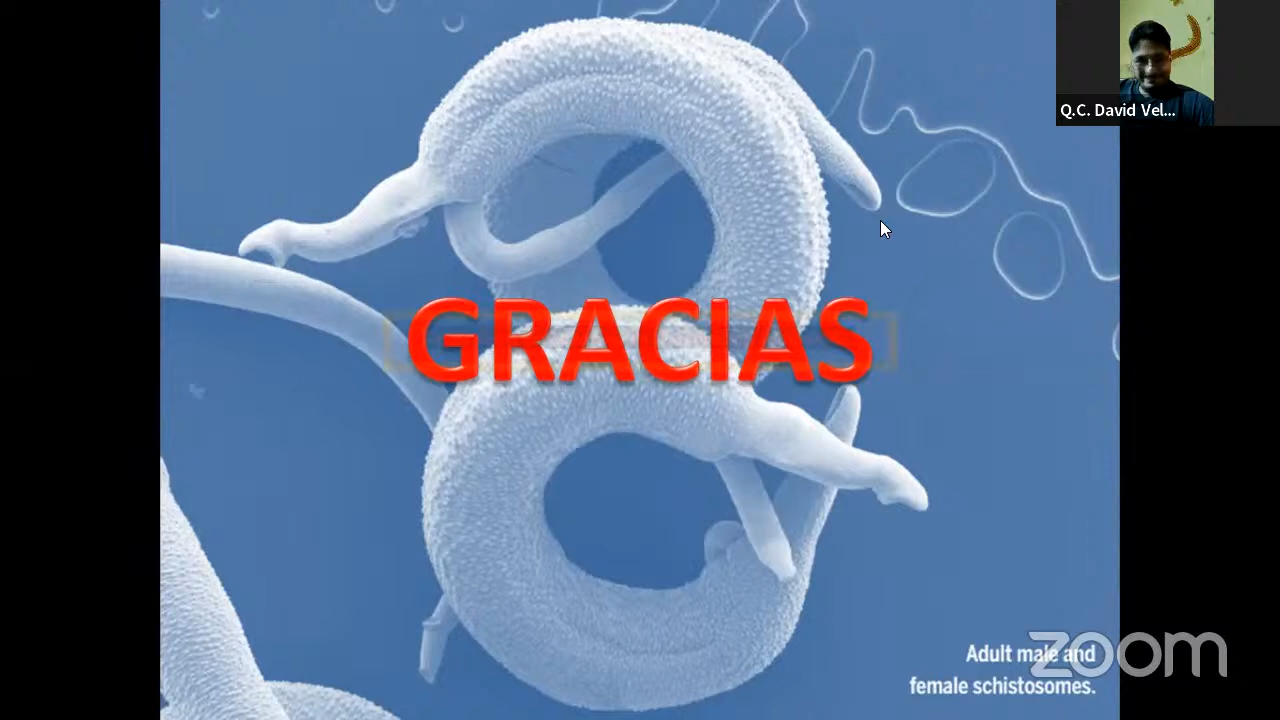 Q.C. David Vel...
GRACIAS
Adult male and
female schistosomes.
zoom